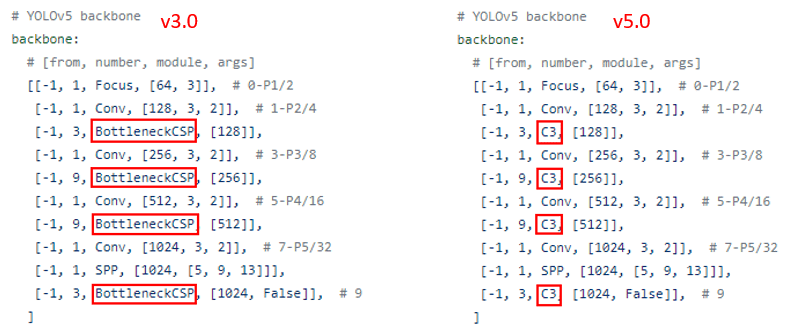 # YOLOv5 backbone v3.0
backbone:
# [from, number, module, args]
[[-1, 1, Focus, [64, 3]], # 0-P1/2
[-1, 1, Conv, [128, 3, 2]], # 1-P2/4
[-1, 3, BottleneckCSP, [128]],
[-1, 1, Conv, [256, 3, 2]], # 3-P3/8
[-1, 9, BottleneckCSP, [256]],
[-1, 1, Conv, [512, 3, 2]], # 5-P4/16
[-1, 9, BottleneckCSP, [512]],
[-1, 1, Conv, [1024, 3, 2]], # 7-P5/32
[-1, 1, SPP, [1024, [5, 9, 13]]],
[-1, 3, BottleneckCSP, [1024, False]], # 9
]
# YOLOv5 backbone v5.0
backbone:
# [from, number, module, args]
[[-1, 1, Focus, [64, 3]], # 0-P1/2
[-1, 1, Conv, [128, 3, 2]], # 1-P2/4
[-1, 3, C3, [128]],
[-1, 1, Conv, [256, 3, 2]], # 3-P3/8
[-1, 9, C3, [256]],
[-1, 1, Conv, [512, 3, 2]], # 5-P4/16
[-1, 9, C3, [512]],
[-1, 1, Conv, [1024, 3, 2]], # 7-P5/32
[-1, 1, SPP, [1024, [5, 9, 13]]],
[-1, 3, C3, [1024, False]], # 9
]